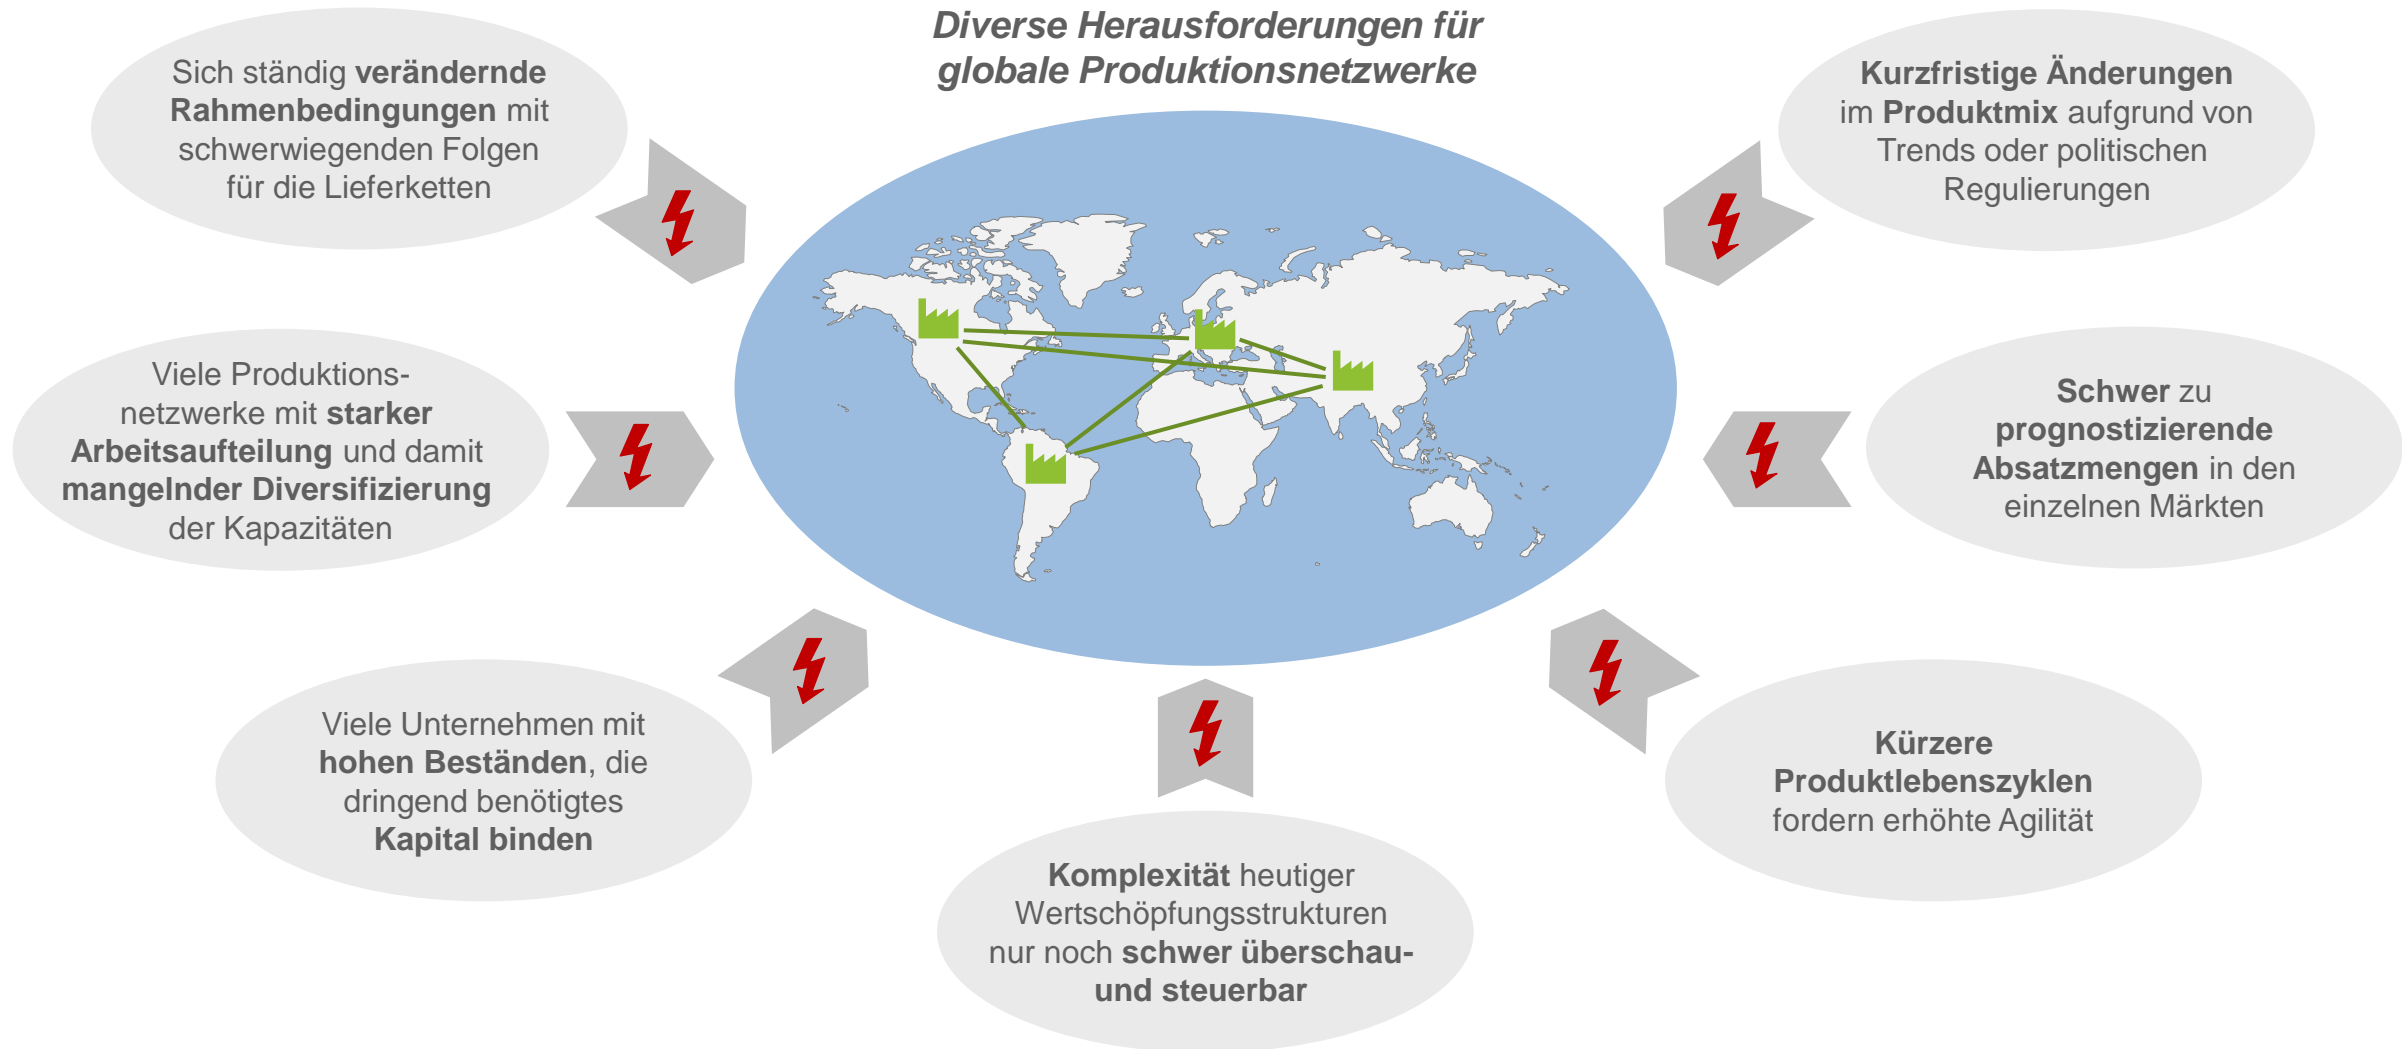 Diverse Herausforderungen für
globale Produktionsnetzwerke
Sich ständig verändernde
Rahmenbedingungen mit
schwerwiegenden Folgen
für die Lieferketten
Kurzfristige Änderungen
im Produktmix aufgrund von
Trends oder politischen
Regulierungen
Viele Produktions-
netzwerke mit starker
Arbeitsaufteilung und damit
mangelnder Diversifizierung
der Kapazitäten
Schwer zu
prognostizierende
Absatzmengen in den
einzelnen Märkten
Viele Unternehmen mit
hohen Beständen, die
dringend benötigtes
Kapital binden
Komplexität heutiger
Wertschöpfungsstrukturen
nur noch schwer überschau-
und steuerbar
Kürzere
Produktlebenszyklen
fordern erhöhte Agilität